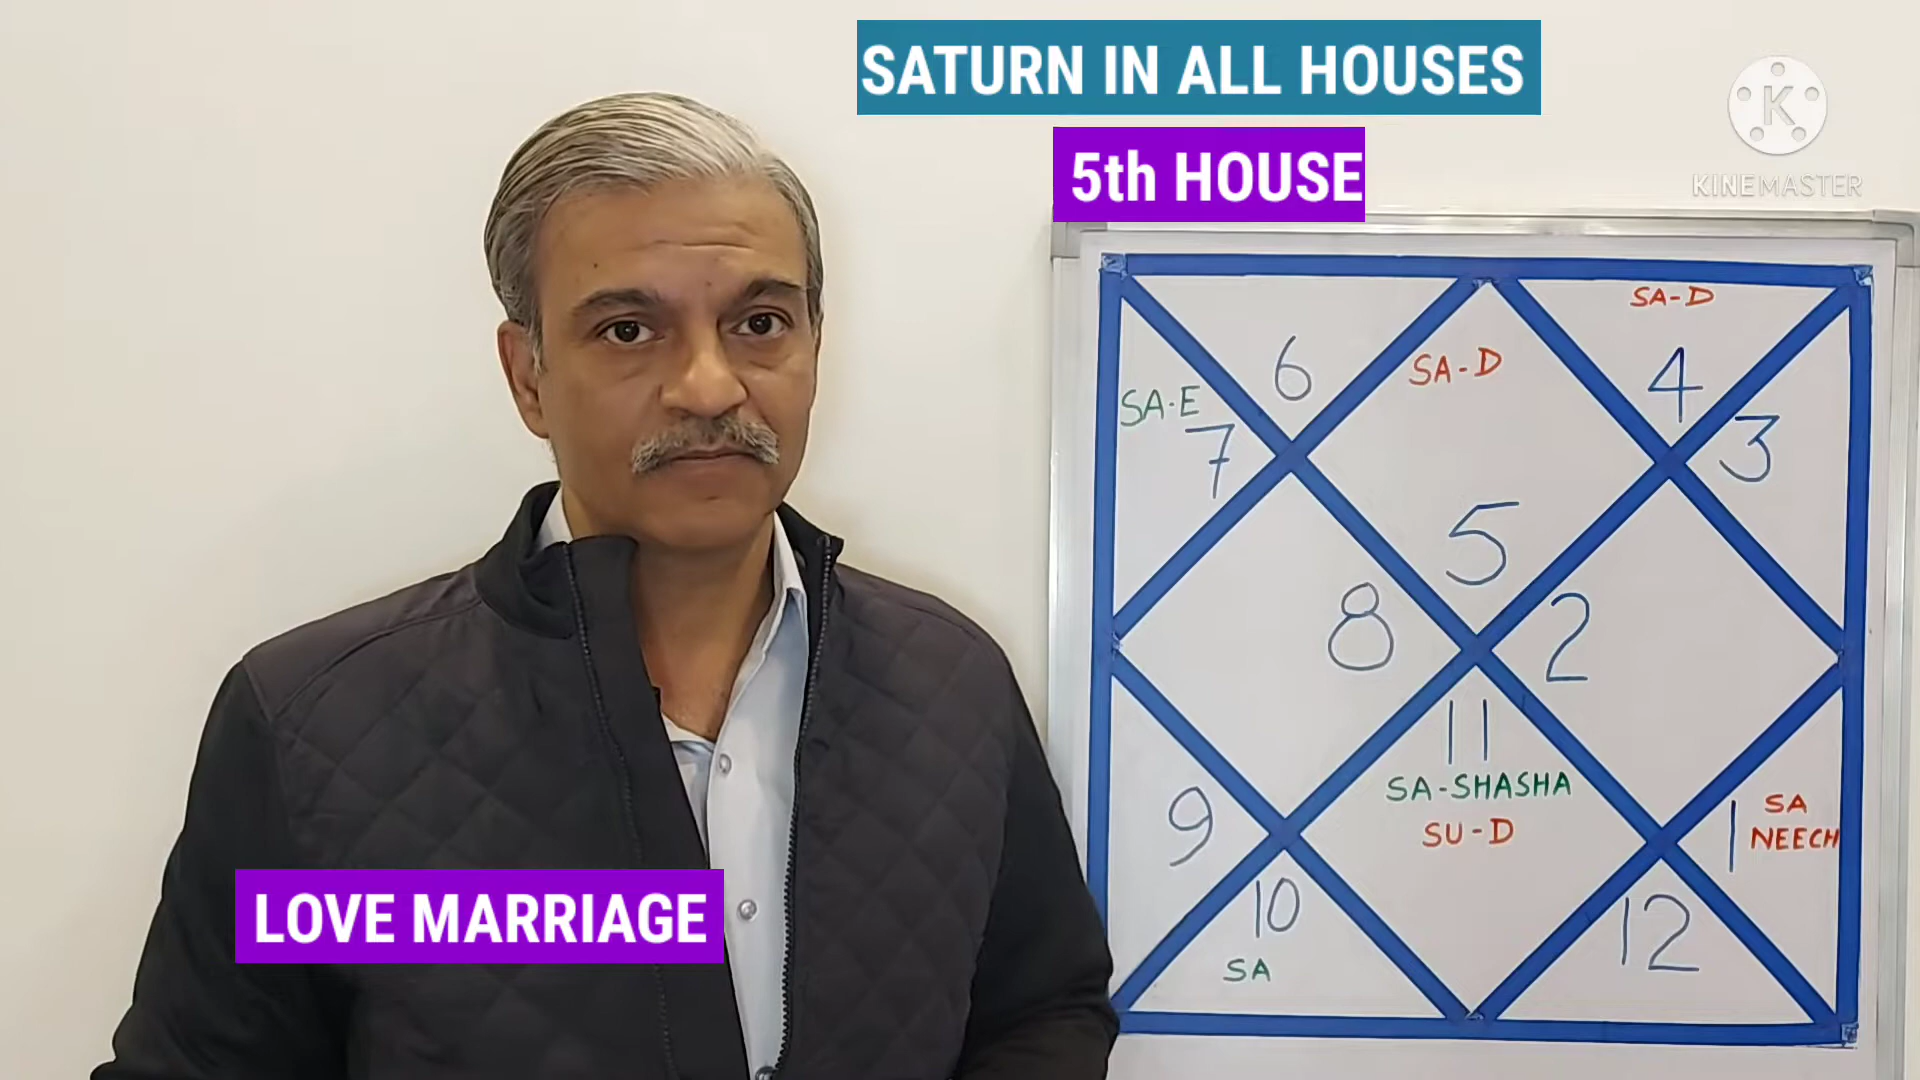 SATURN IN ALL HOUSES
5th HOUSE
K
KINEMASTER
SA-D
6
SA-D
4
SA-E
7
3
5
8
2
11
SA-SHASHA
SU-D
9
1
SA
NEECH
10
SA
12
LOVE MARRIAGE